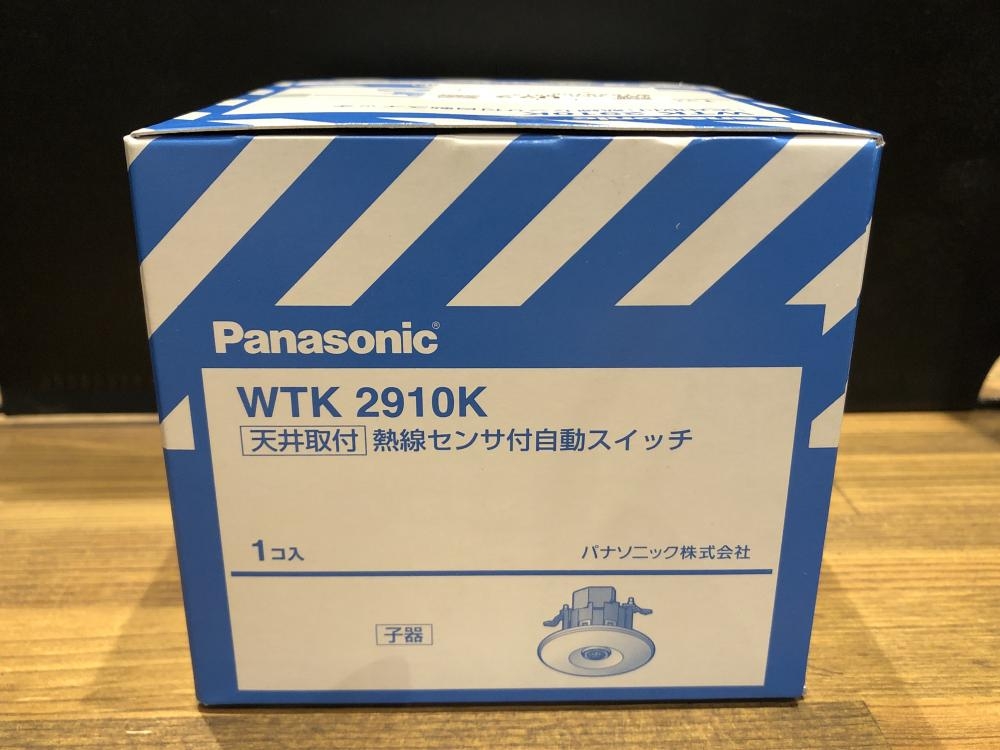 Panasonic®
WTK 2910K
天井取付 熱線センサ付自動スイッチ
1コ入
パナソニック株式会社
子器